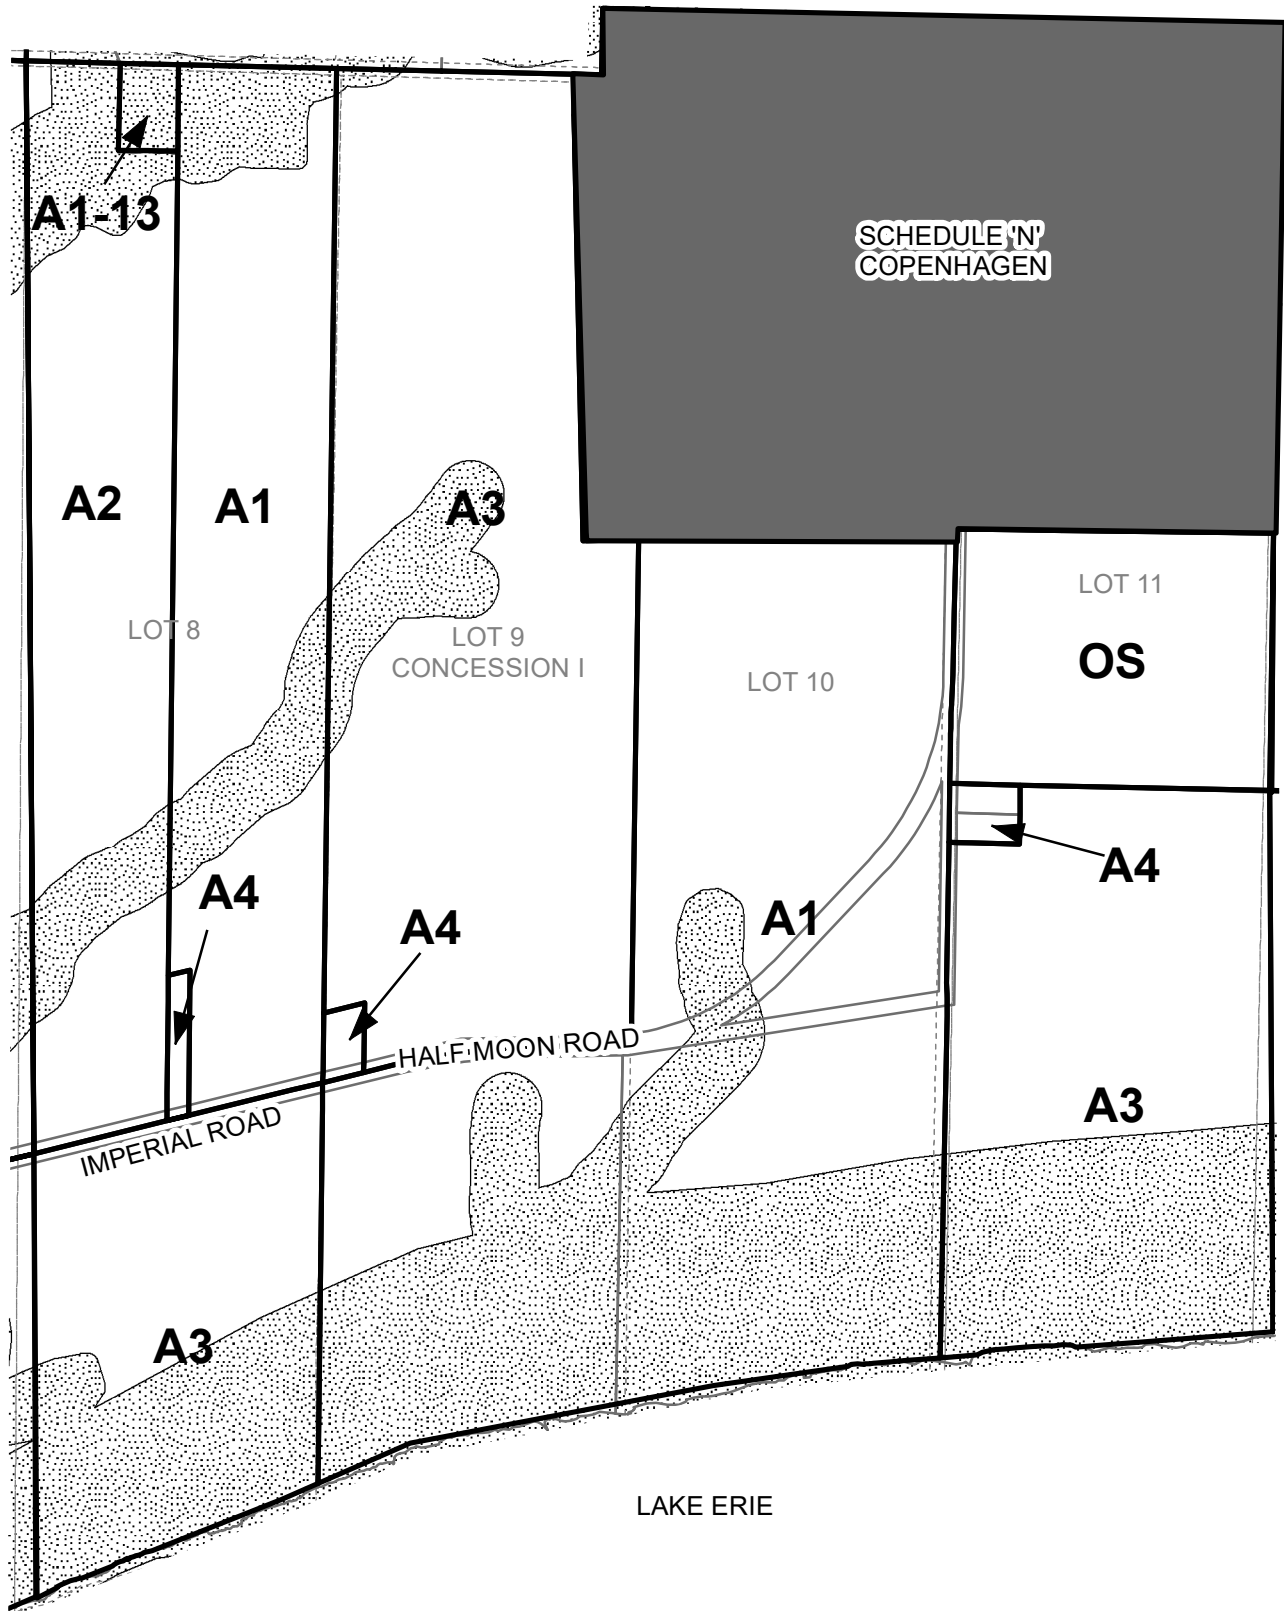 A1-13
SCHEDULE 'N'
COPENHAGEN
A2
A1
A3
LOT 11
LOT 8
LOT 9
CONCESSION I
OS
LOT 10
A4
A4
A1
A4
HALF MOON ROAD
IMPERIAL ROAD
A3
A3
LAKE ERIE